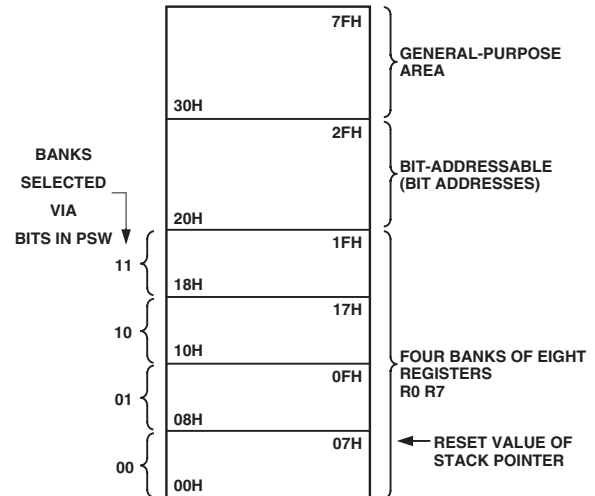 7FH
GENERAL-PURPOSE
AREA
30H
2FH
BANKS
SELECTED
VIA
BITS IN PSW
BIT-ADDRESSABLE
(BIT ADDRESSES)
20H
1FH
11
18H
17H
10
10H
FOUR BANKS OF EIGHT
REGISTERS
R0 R7
0FH
01
08H
07H
RESET VALUE OF
STACK POINTER
00
00H